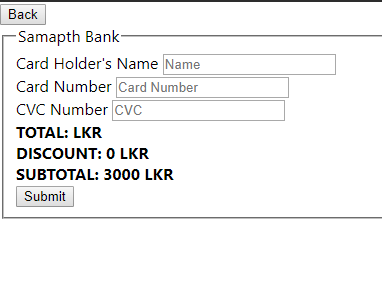 Back
Samapth Bank
Card Holder's Name Name
Card Number Card Number
CVC Number CVC
TOTAL: LKR
DISCOUNT: 0 LKR
SUBTOTAL: 3000 LKR
Submit